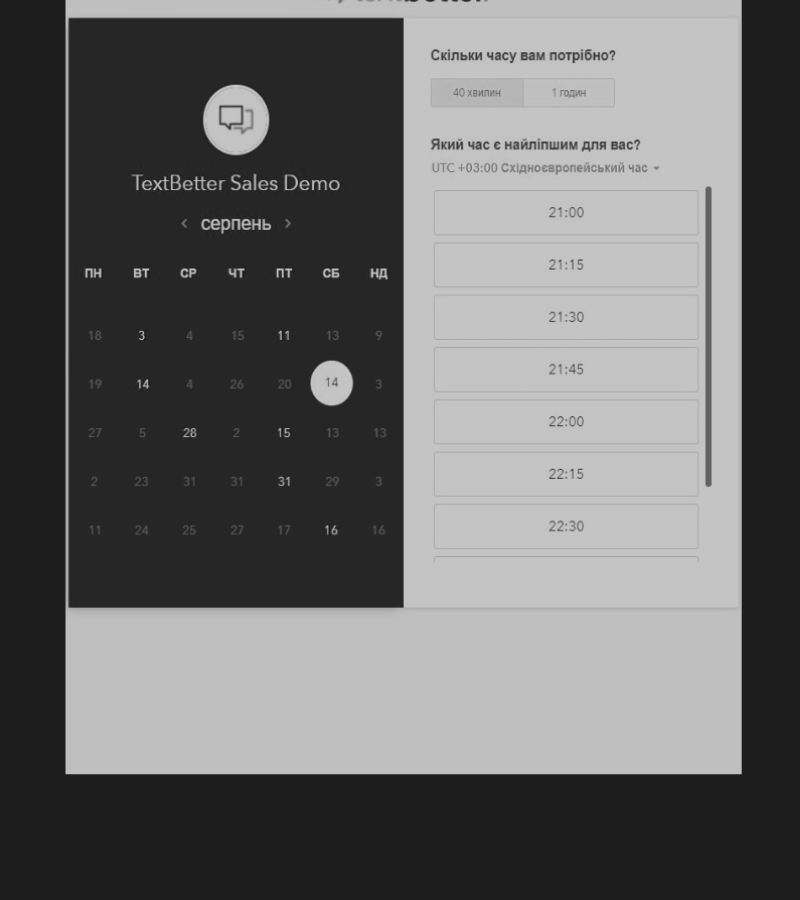 TextBetter Sales Demo
< серпень >
ПН ВТ СР ЧТ ПТ СБ НД
18 3 4 15 11 13 9
19 14 4 26 20 14 3
27 5 28 2 15 13 13
2 23 31 31 31 29 3
11 24 25 27 17 16 16
Скільки часу вам потрібно?
40 хвилин 1 годин
Який час є найліпшим для вас?
UTC +03:00 Східноєвропейський час
21:00
21:15
21:30
21:45
22:00
22:15
22:30